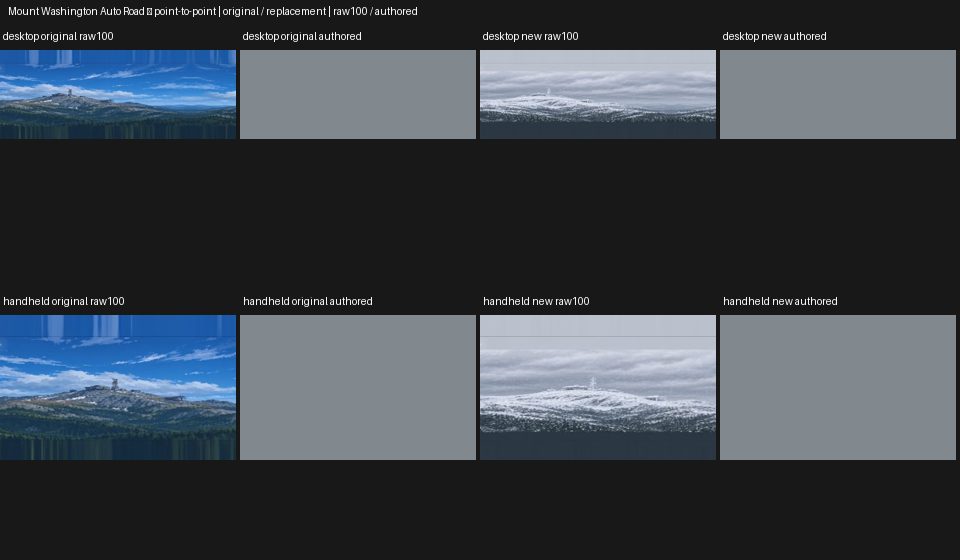 Mount Washington Auto Road □ point-to-point | original / replacement | raw100 / authored
desktop original raw100
desktop original authored
desktop new raw100
desktop new authored
handheld original raw100
handheld original authored
handheld new raw100
handheld new authored